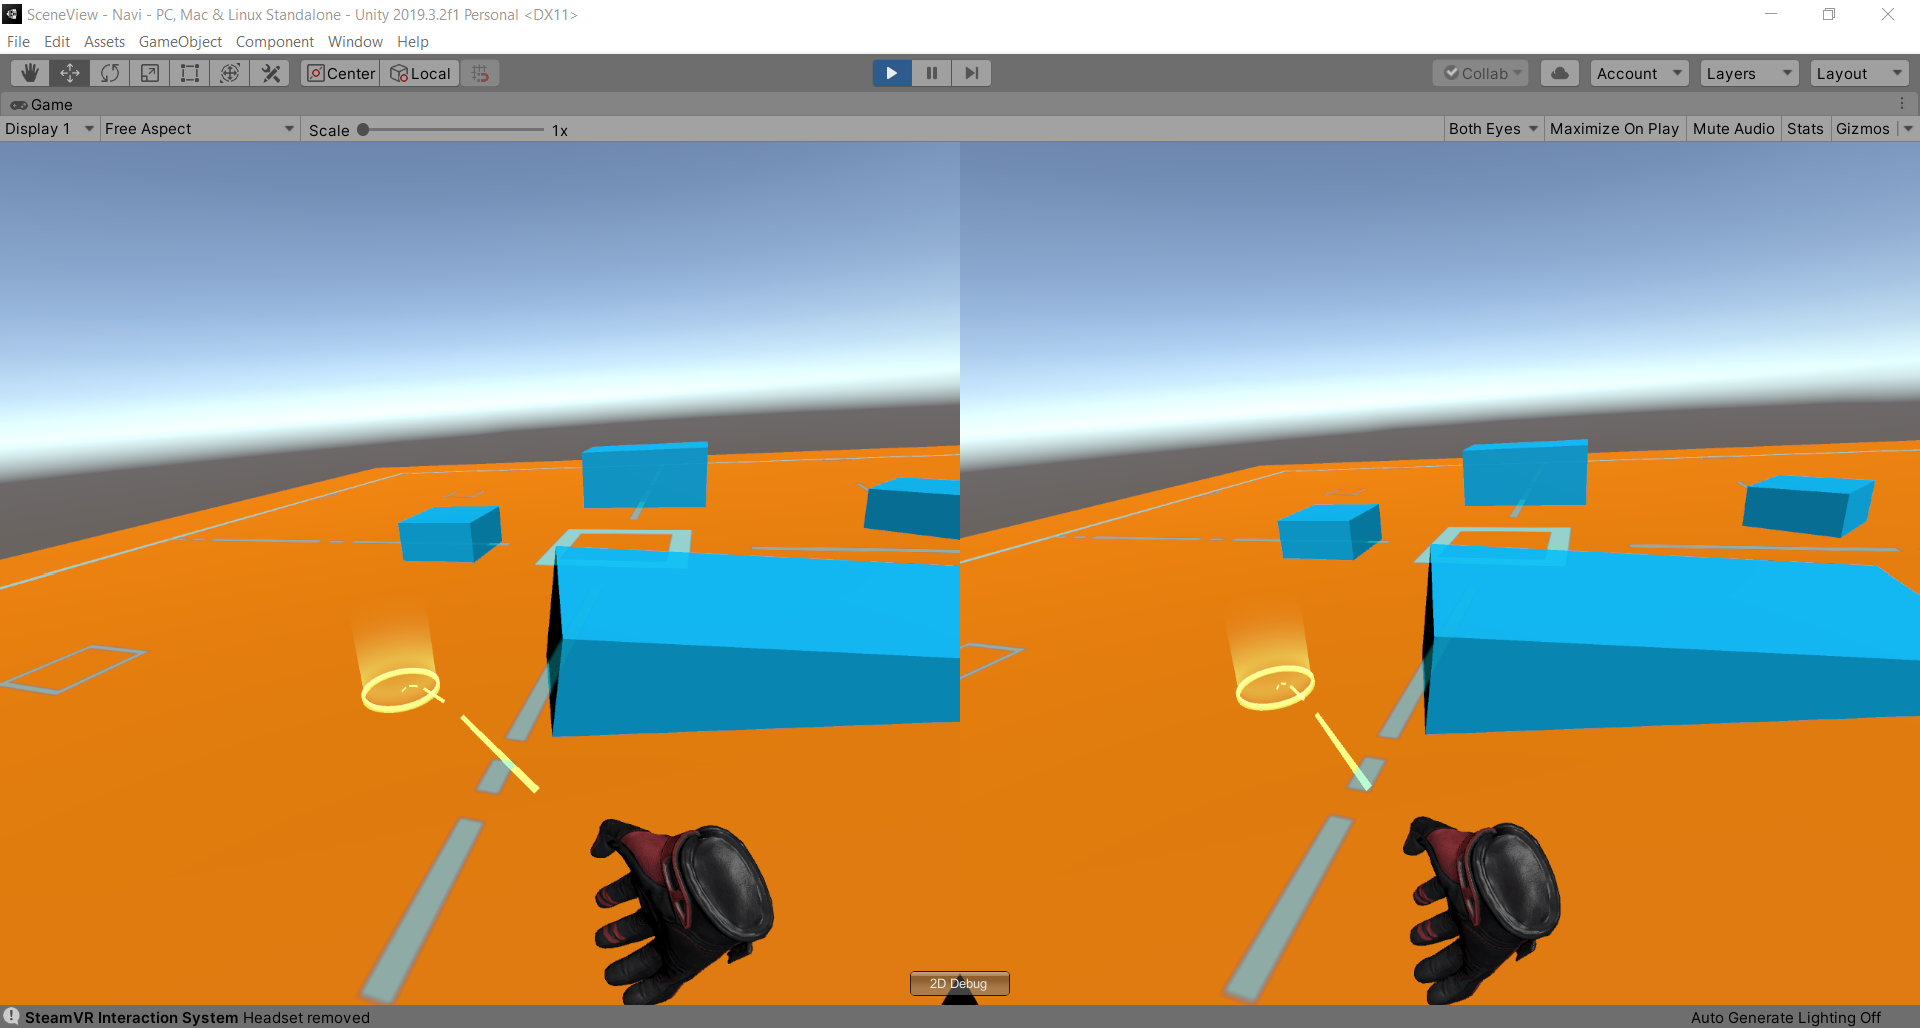 SceneView - Navi - PC, Mac & Linux Standalone - Unity 2019.3.2f1 Personal <DX11>
File Edit Assets GameObject Component Window Help
Center Local Collab Account Layers Layout
Game
Display 1 Free Aspect Scale 1x Both Eyes Maximize On Play Mute Audio Stats Gizmos
2D Debug
SteamVR Interaction System Headset removed Auto Generate Lighting Off